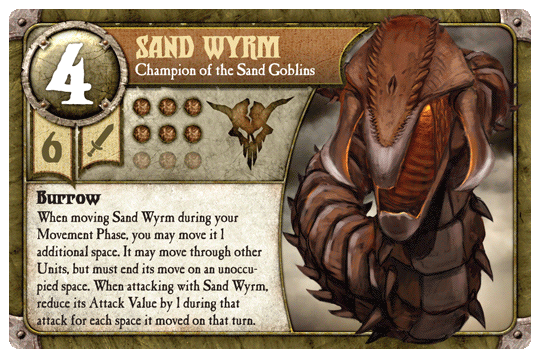 4
SAND WYRM
Champion of the Sand Goblins
6
Burrow
When moving Sand Wyrm during your
Movement Phase, you may move it 1
additional space. It may move through other
Units, but must end its move on an unoccu-
pied space. When attacking with Sand Wyrm,
reduce its Attack Value by 1 during that
attack for each space it moved on that turn.